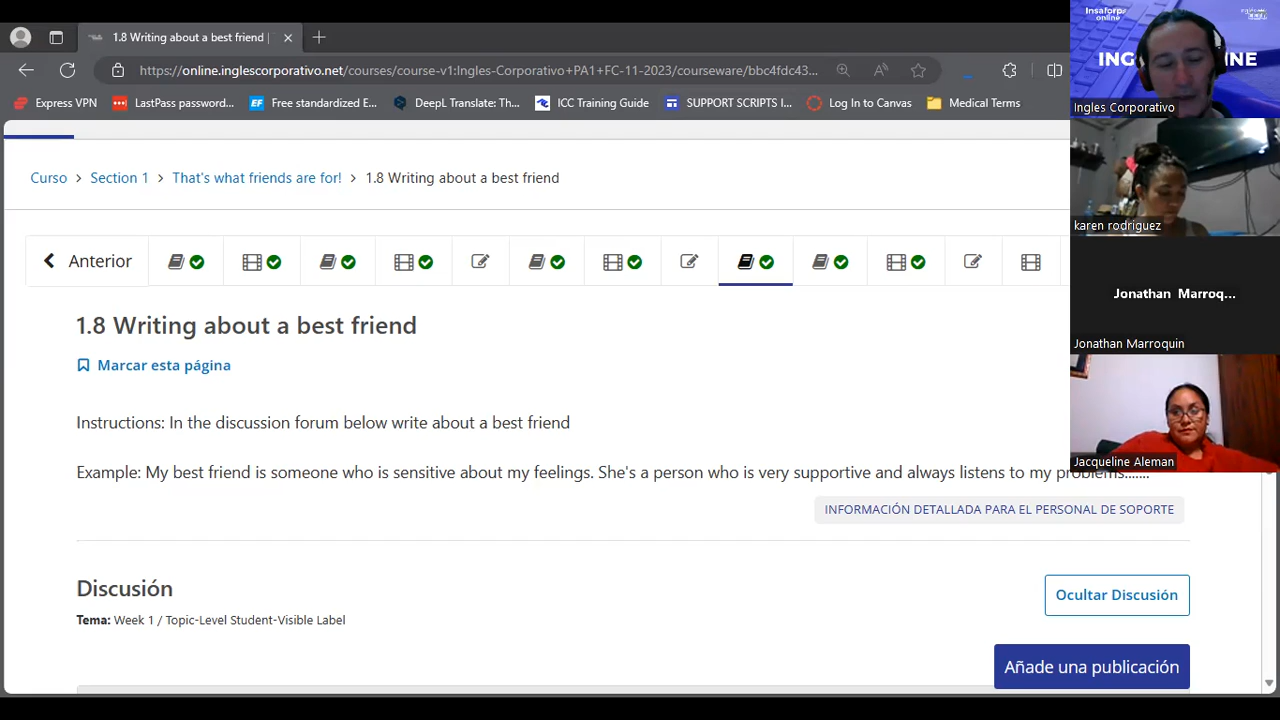 1.8 Writing about a best friend |
https://online.inglescorporativo.net/courses/course-v1:Ingles-Corporativo+PA1+FC-11-2023/courseware/bbc4fdc43...
Express VPN
LastPass password...
Free standardized E...
DeepL Translate: Th...
ICC Training Guide
SUPPORT SCRIPTS I...
Log In to Canvas
Medical Terms
Curso > Section 1 > That's what friends are for! > 1.8 Writing about a best friend
Anterior
1.8 Writing about a best friend
Marcar esta página
Instructions: In the discussion forum below write about a best friend
Example: My best friend is someone who is sensitive about my feelings. She's a person who is very supportive and always listens to my problems.......
INFORMACIÓN DETALLADA PARA EL PERSONAL DE SOPORTE
Discusión
Ocultar Discusión
Tema: Week 1 / Topic-Level Student-Visible Label
Añade una publicación
Insaforp
online
ING
INE
Ingles Corporativo
karen rodriguez
Jonathan Marroq...
Jonathan Marroquin
Jacqueline Aleman